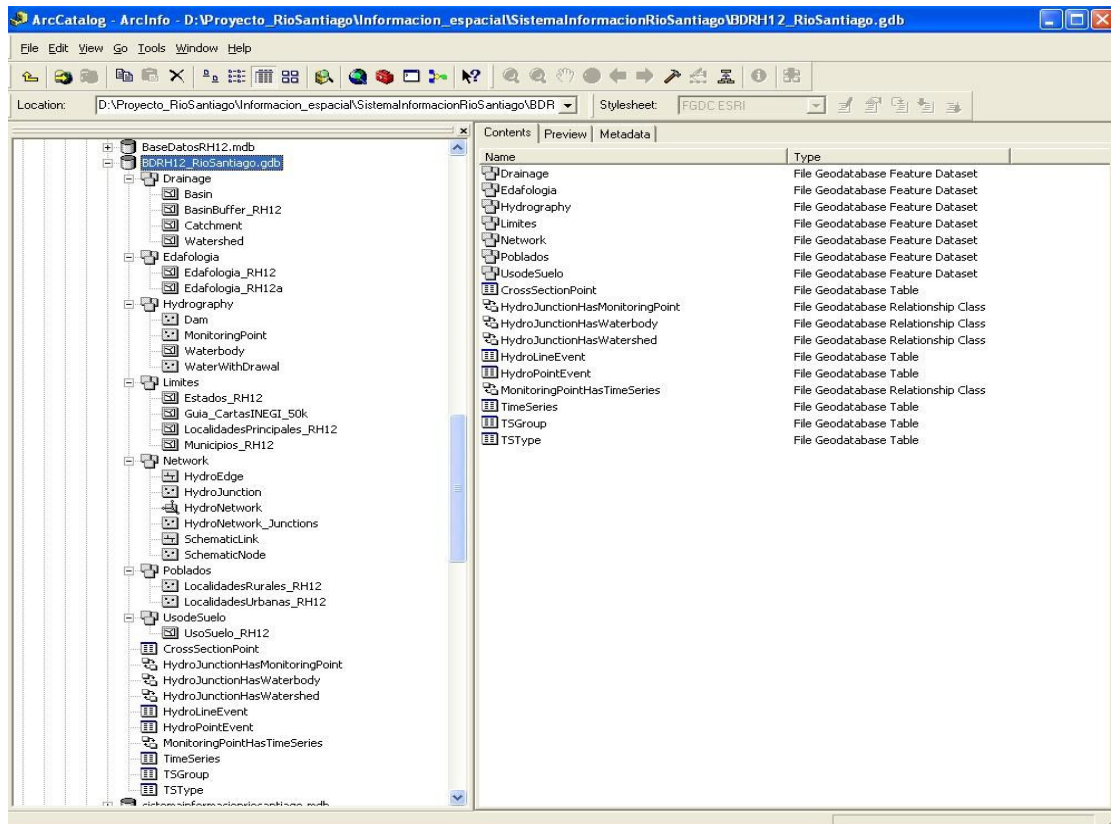 ArcCatalog - ArcInfo - D:\Proyecto_RioSantiago\Informacion_espacial\SistemaInformacionRioSantiago\BDRH12_RioSantiago.gdb
File Edit View Go Tools Window Help
Location: D:\Proyecto_RioSantiago\Informacion_espacial\SistemaInformacionRioSantiago\BDR Stylesheet: FGDC ESRI
BaseDatosRH12.mdb
BDRH12_RioSantiago.gdb
Drainage
Basin
BasinBuffer_RH12
Catchment
Watershed
Edafologia
Edafologia_RH12
Edafologia_RH12a
Hydrography
Dam
MonitoringPoint
Waterbody
WaterWithDrawal
Limites
Estados_RH12
Guia_CartasINEGI_50k
LocalidadesPrincipales_RH12
Municipios_RH12
Network
HydroEdge
HydroJunction
HydroNetwork
HydroNetwork_Junctions
SchematicLink
SchematicNode
Poblados
LocalidadesRurales_RH12
LocalidadesUrbanas_RH12
UsodeSuelo
UsoSuelo_RH12
CrossSectionPoint
HydroJunctionHasMonitoringPoint
HydroJunctionHasWaterbody
HydroJunctionHasWatershed
HydroLineEvent
HydroPointEvent
MonitoringPointHasTimeSeries
TimeSeries
TSGroup
TSType
sistemainformacionriosantiago.mdb
Contents Preview Metadata
Name Type
Drainage File Geodatabase Feature Dataset
Edafologia File Geodatabase Feature Dataset
Hydrography File Geodatabase Feature Dataset
Limites File Geodatabase Feature Dataset
Network File Geodatabase Feature Dataset
Poblados File Geodatabase Feature Dataset
UsodeSuelo File Geodatabase Feature Dataset
CrossSectionPoint File Geodatabase Table
HydroJunctionHasMonitoringPoint File Geodatabase Relationship Class
HydroJunctionHasWaterbody File Geodatabase Relationship Class
HydroJunctionHasWatershed File Geodatabase Relationship Class
HydroLineEvent File Geodatabase Table
HydroPointEvent File Geodatabase Table
MonitoringPointHasTimeSeries File Geodatabase Relationship Class
TimeSeries File Geodatabase Table
TSGroup File Geodatabase Table
TSType File Geodatabase Table